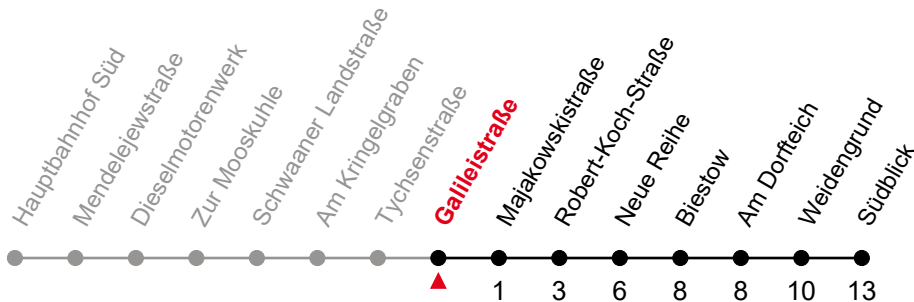 Hauptbahnhof Süd
Mendelejewstraße
Dieselmotorenwerk
Zur Mooskuhle
Schwaaner Landstraße
Am Kringelgraben
Tychsenstraße
Galileistraße
Majakowskistraße
Robert-Koch-Straße
Neue Reihe
Biestow
Am Dorfteich
Weidengrund
Südblick
1
3
6
8
8
10
13